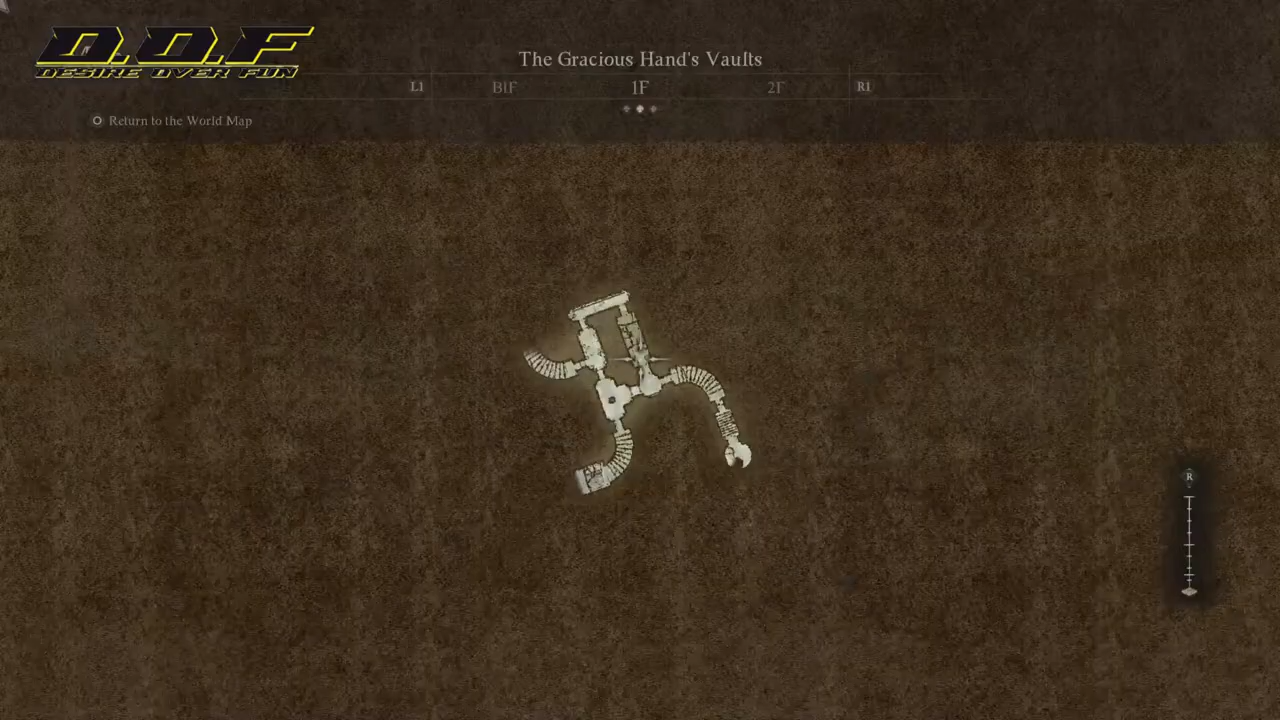 D.O.F
DESIRE OVER FUN
The Gracious Hand's Vaults
L1 B1F 1F 2F R1
Return to the World Map
R